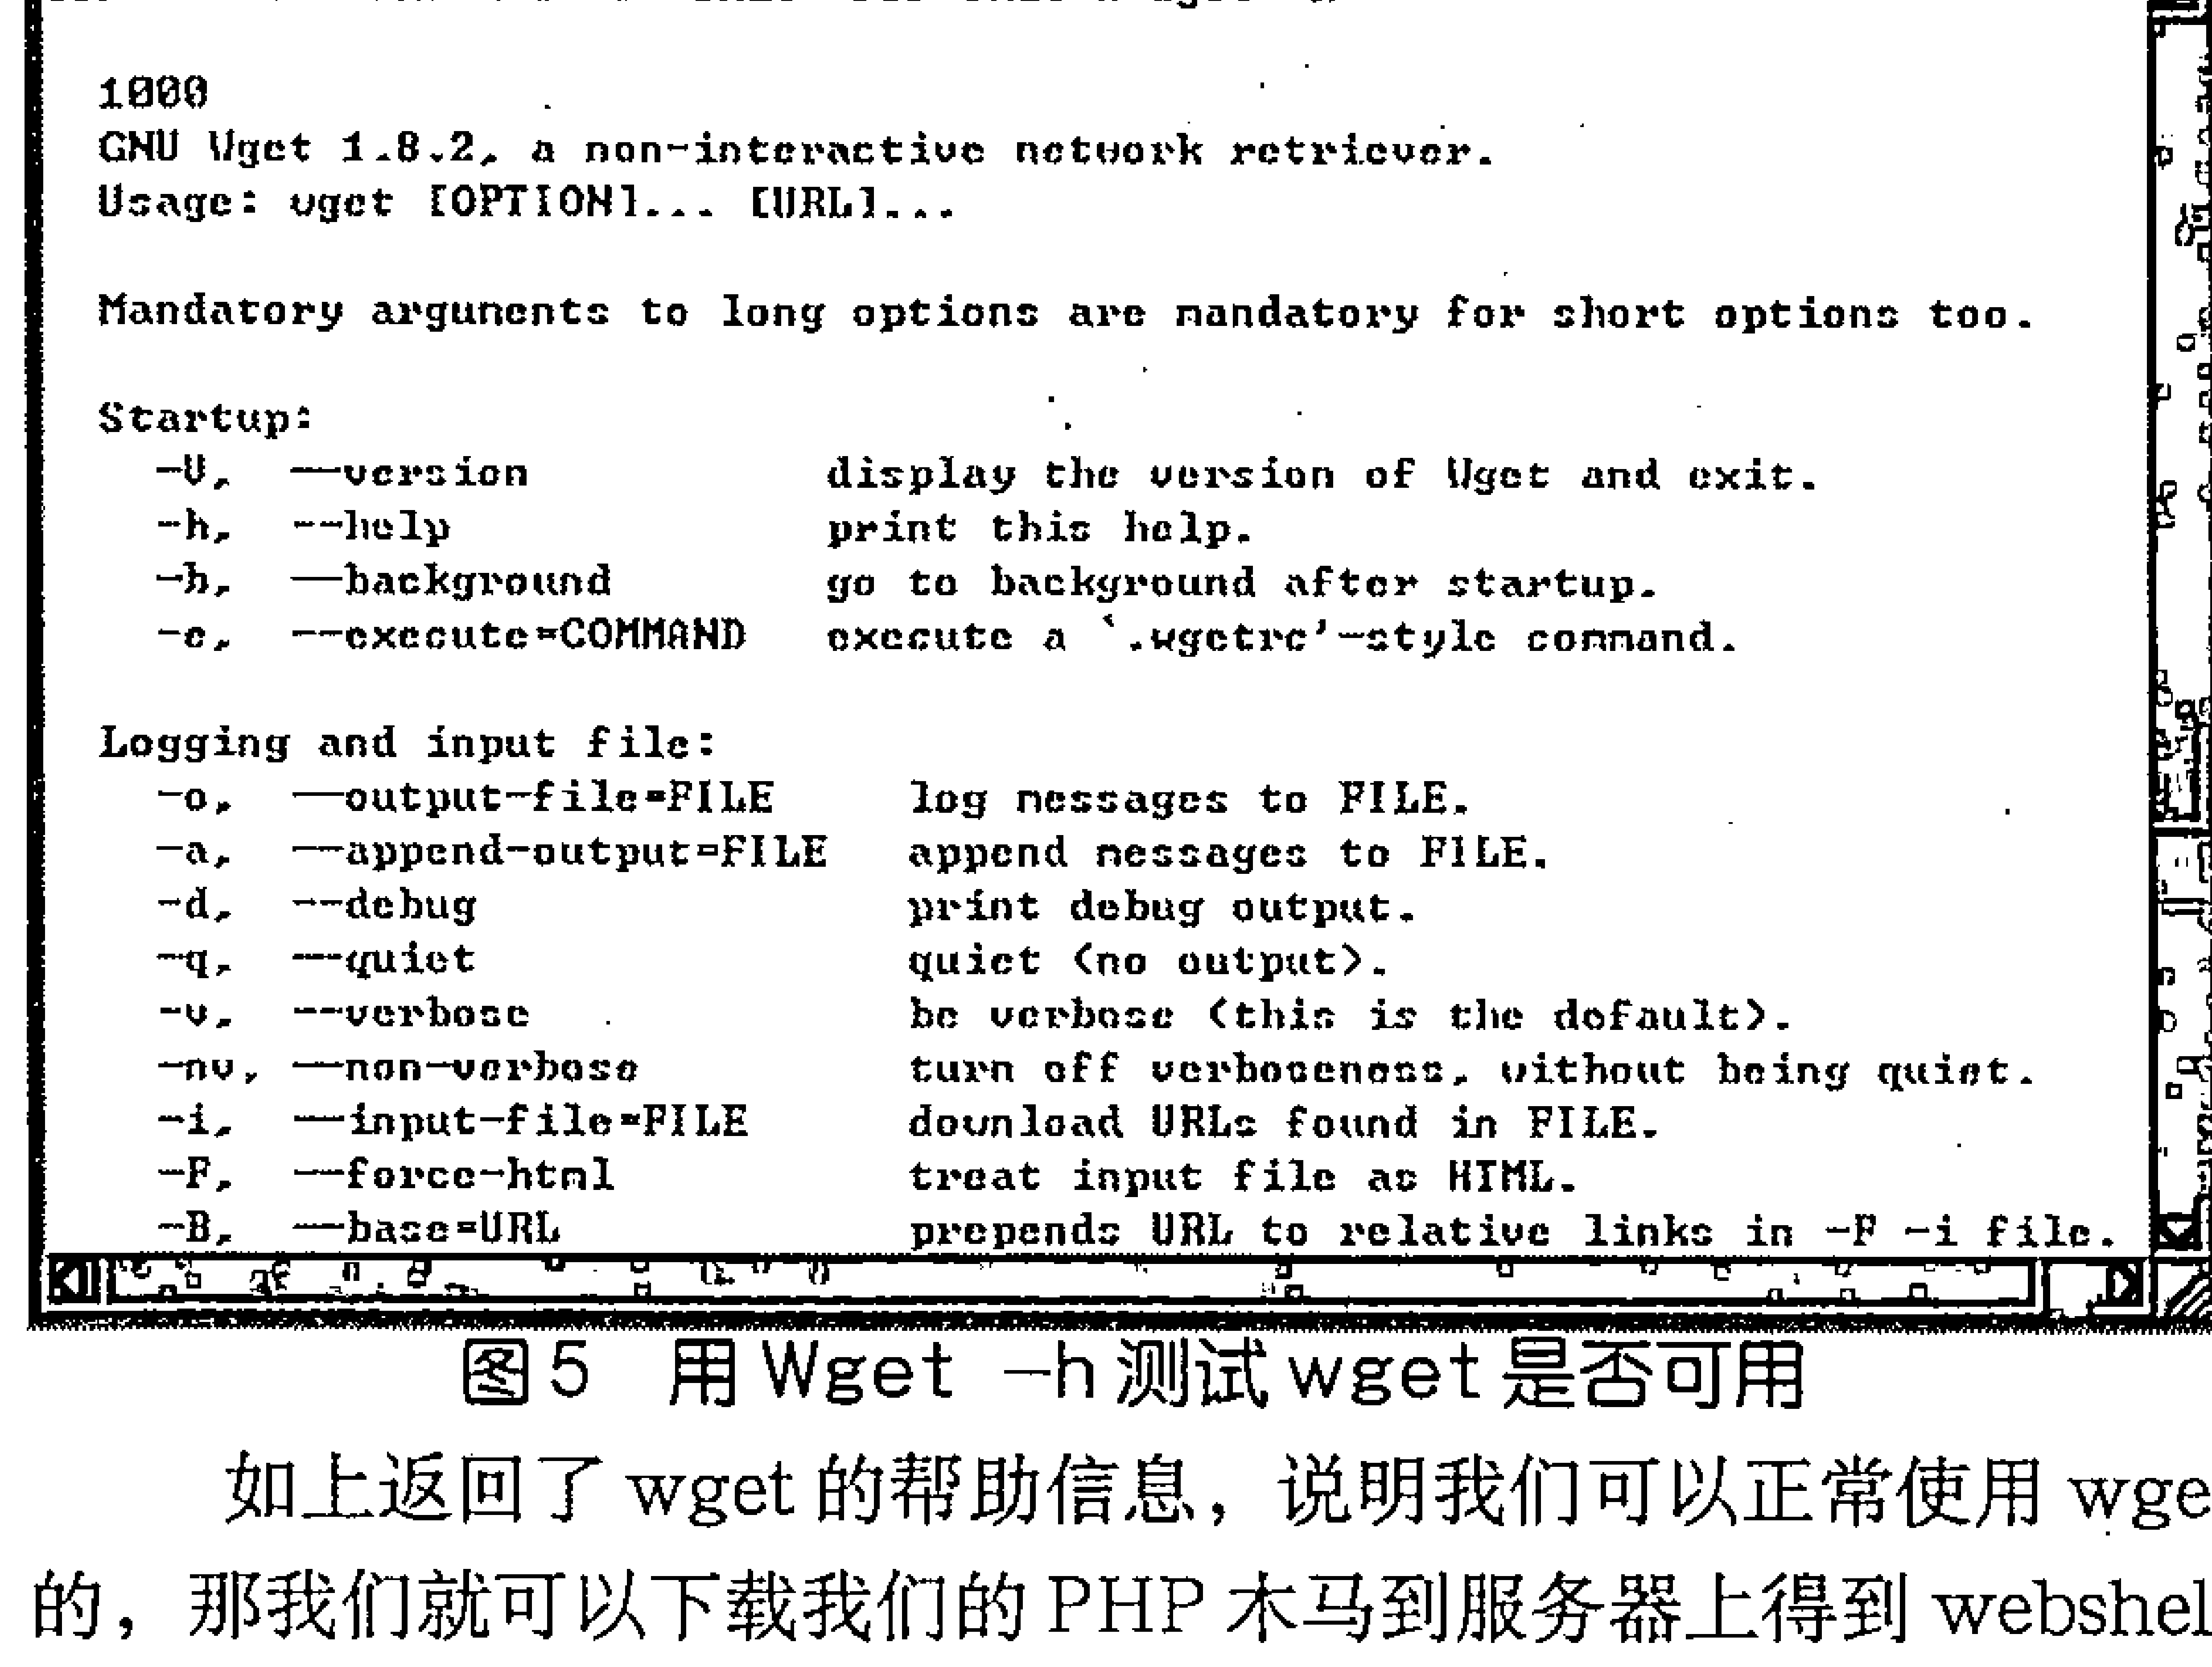 1000
GNU Wget 1.8.2, a non-interactive network retriever.
Usage: wget [OPTION]... [URL]...
Mandatory arguments to long options are mandatory for short options too.
Startup:
-V, --version display the version of Wget and exit.
-h, --help print this help.
-b, --background go to background after startup.
-e, --execute=COMMAND execute a `.wgetrc'-style command.
Logging and input file:
-o, --output-file=FILE log messages to FILE.
-a, --append-output=FILE append messages to FILE.
-d, --debug print debug output.
-q, --quiet quiet (no output).
-v, --verbose be verbose (this is the default).
-nv, --non-verbose turn off verboseness, without being quiet.
-i, --input-file=FILE download URLs found in FILE.
-F, --force-html treat input file as HTML.
-B, --base=URL prepends URL to relative links in -F -i file.
图5 用Wget -h测试wget是否可用
如上返回了wget的帮助信息，说明我们可以正常使用wge
的，那我们就可以下载我们的PHP木马到服务器上得到webshel